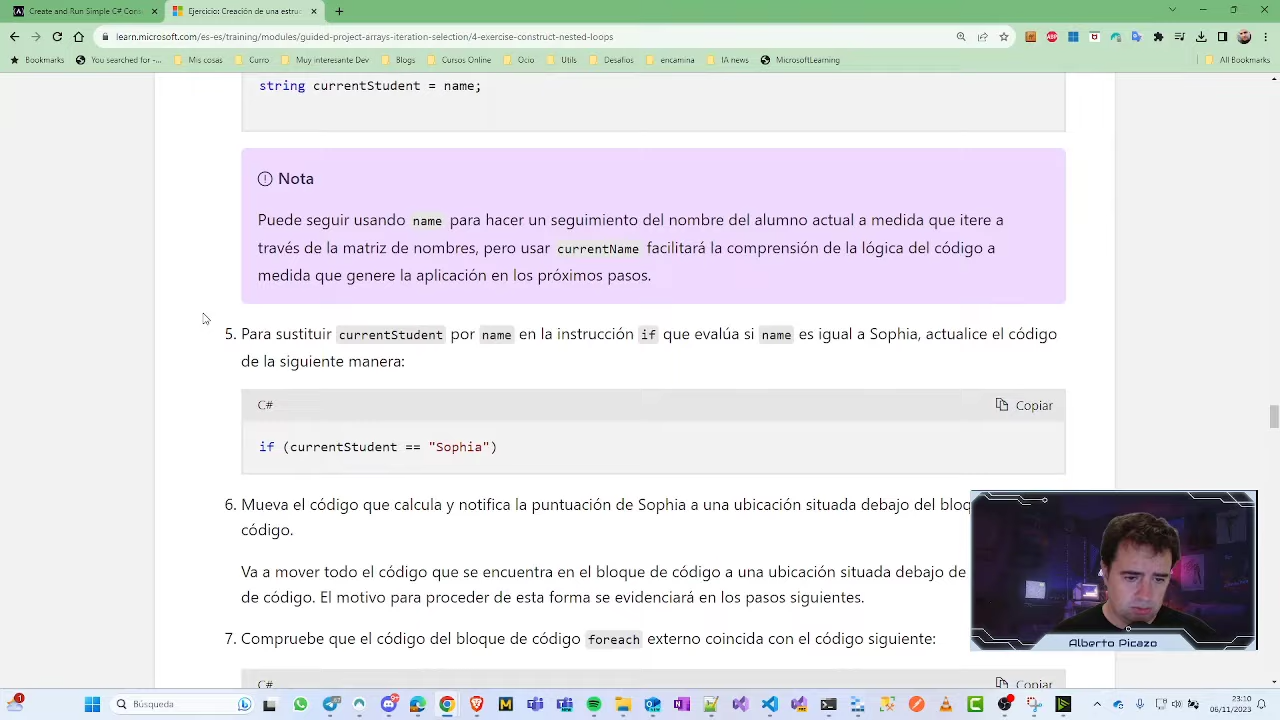 Create and Run Simple C# Cons
Ejercicio: Creación de una estru
learn.microsoft.com/es-es/training/modules/guided-project-arrays-iteration-selection/4-exercise-construct-nested-loops
Bookmarks
You searched for -...
Mis cosas
Curro
Muy interesante Dev
Blogs
Cursos Online
Ocio
Utils
Desafios
encamina
IA news
MicrosoftLearning
All Bookmarks
string currentStudent = name;
Nota
Puede seguir usando name para hacer un seguimiento del nombre del alumno actual a medida que itere a
través de la matriz de nombres, pero usar currentName facilitará la comprensión de la lógica del código a
medida que genere la aplicación en los próximos pasos.
5. Para sustituir currentStudent por name en la instrucción if que evalúa si name es igual a Sophia, actualice el código
de la siguiente manera:
C#
Copiar
if (currentStudent == "Sophia")
6. Mueva el código que calcula y notifica la puntuación de Sophia a una ubicación situada debajo del bloq
código.
Va a mover todo el código que se encuentra en el bloque de código a una ubicación situada debajo de
de código. El motivo para proceder de esta forma se evidenciará en los pasos siguientes.
7. Compruebe que el código del bloque de código foreach externo coincida con el código siguiente:
C#
Copiar
Alberto Picazo
Búsqueda
23:10
06/11/2023